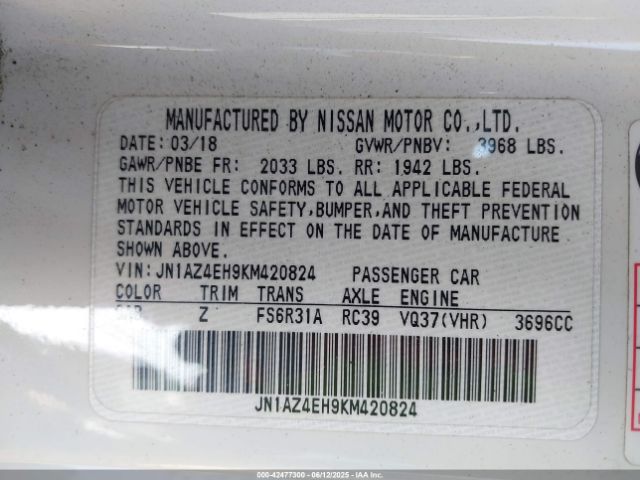 MANUFACTURED BY NISSAN MOTOR CO.,LTD.
DATE: 03/18 GVWR/PNBV: 3968 LBS.
GAWR/PNBE FR: 2033 LBS. RR: 1942 LBS.
THIS VEHICLE CONFORMS TO ALL APPLICABLE FEDERAL
MOTOR VEHICLE SAFETY,BUMPER,AND THEFT PREVENTION
STANDARDS IN EFFECT ON THE DATE OF MANUFACTURE
SHOWN ABOVE.
VIN:JN1AZ4EH9KM420824 PASSENGER CAR
COLOR TRIM TRANS AXLE ENGINE
Z FS6R31A RC39 VQ37(VHR) 3696CC
JN1AZ4EH9KM420824
000-42477300 - 06/12/2025 - IAA Inc.